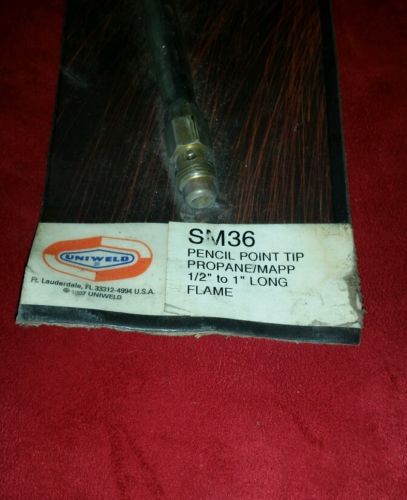 UNIWELD
Ft. Lauderdale, FL 33312-4994 U.S.A.
© 1997 UNIWELD
SM36
PENCIL POINT TIP
PROPANE/MAPP
1/2" to 1" LONG
FLAME